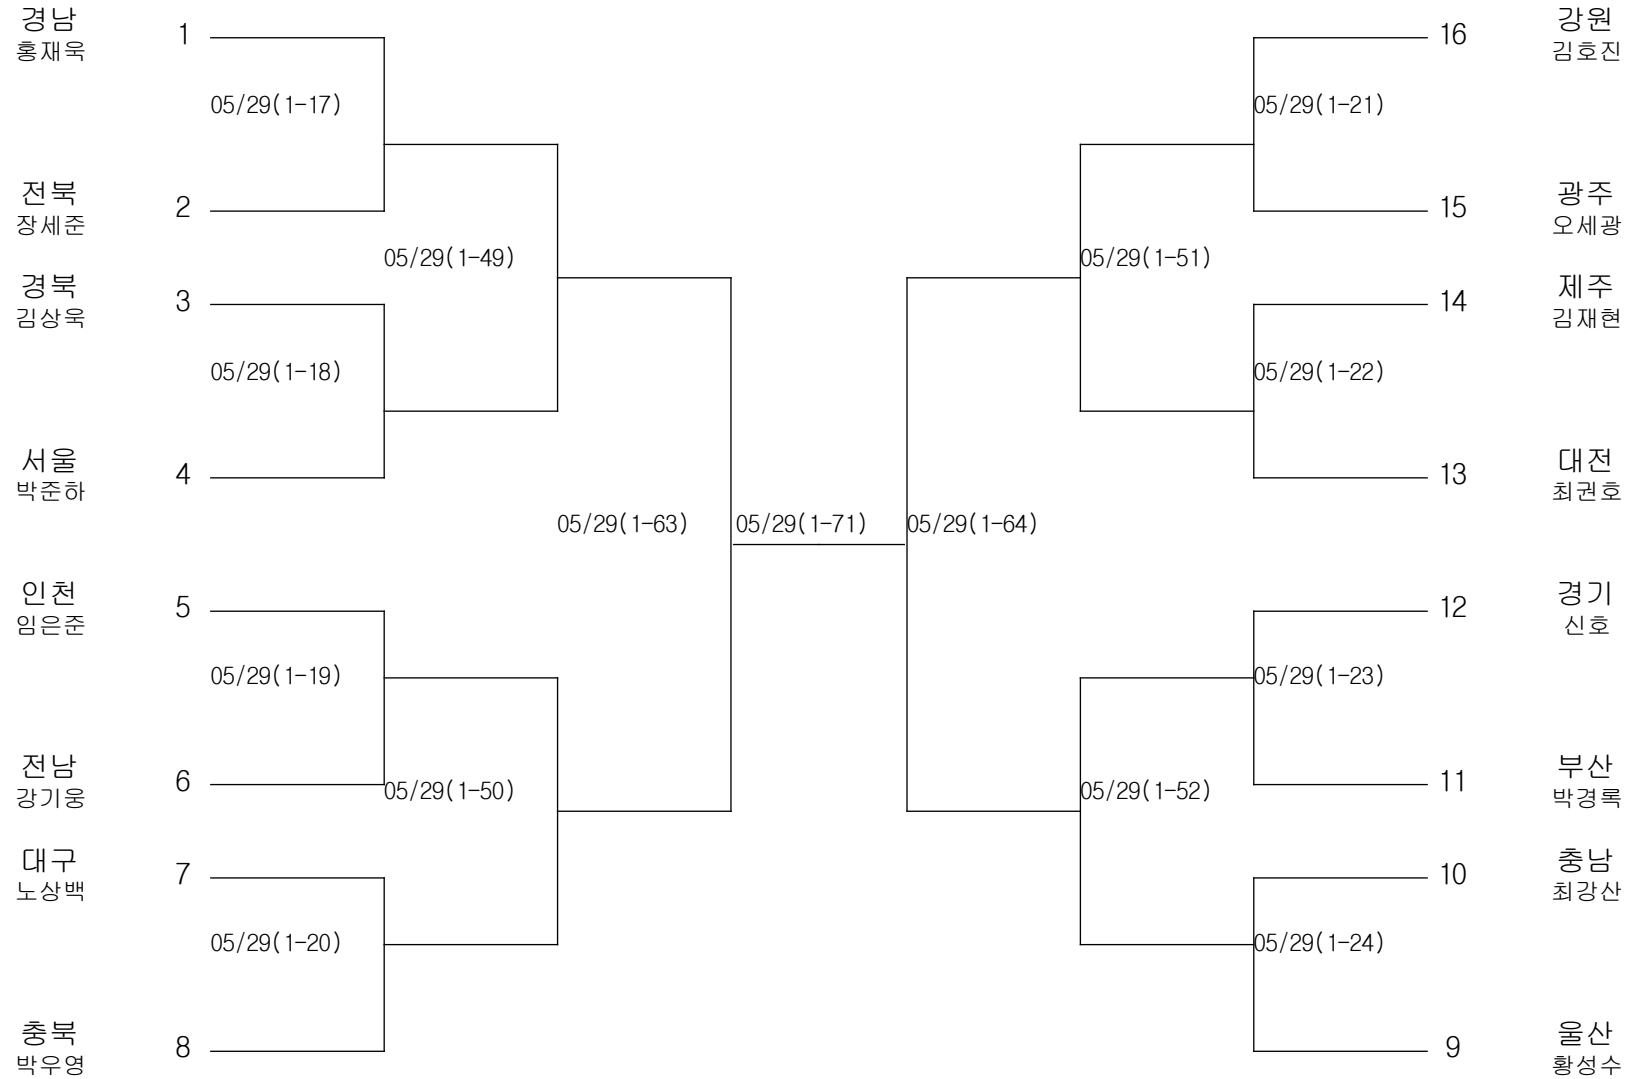 경남
홍재욱
1
16
강원
김호진
05/29(1-17)
05/29(1-21)
전북
장세준
2
15
광주
오세광
05/29(1-49)
05/29(1-51)
경북
김상욱
3
14
제주
김재현
05/29(1-18)
05/29(1-22)
서울
박준하
4
13
대전
최권호
05/29(1-63)
05/29(1-71)
05/29(1-64)
인천
임은준
5
12
경기
신호
05/29(1-19)
05/29(1-23)
전남
강기웅
6
11
부산
박경록
05/29(1-50)
05/29(1-52)
대구
노상백
7
10
충남
최강산
05/29(1-20)
05/29(1-24)
충북
박우영
8
9
울산
황성수